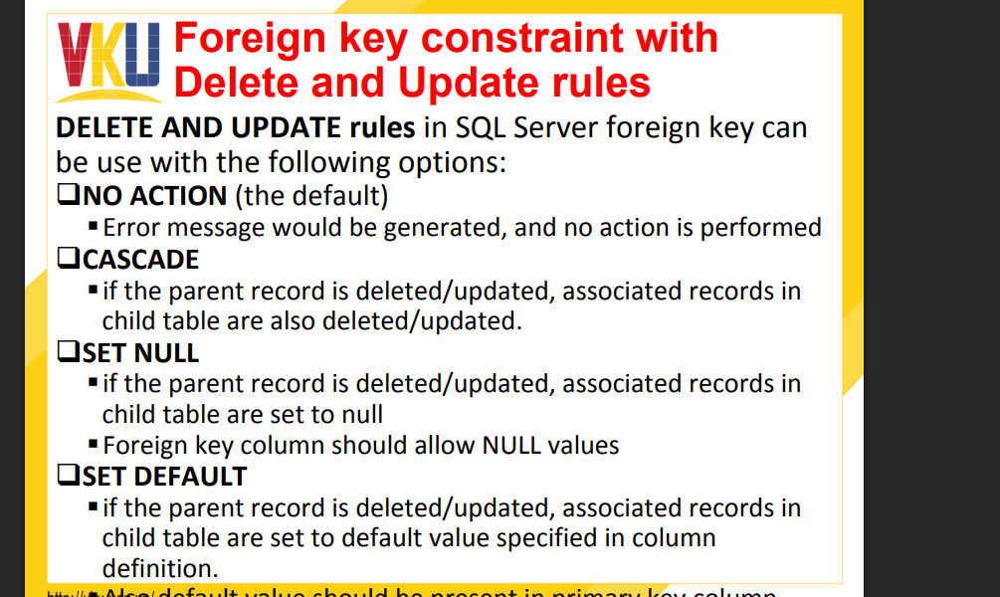 VKU
Foreign key constraint with
Delete and Update rules
DELETE AND UPDATE rules in SQL Server foreign key can
be use with the following options:
❑NO ACTION (the default)
▪Error message would be generated, and no action is performed
❑CASCADE
▪if the parent record is deleted/updated, associated records in
child table are also deleted/updated.
❑SET NULL
▪if the parent record is deleted/updated, associated records in
child table are set to null
▪Foreign key column should allow NULL values
❑SET DEFAULT
▪if the parent record is deleted/updated, associated records in
child table are set to default value specified in column
definition.
▪Also default value should be present in primary key column